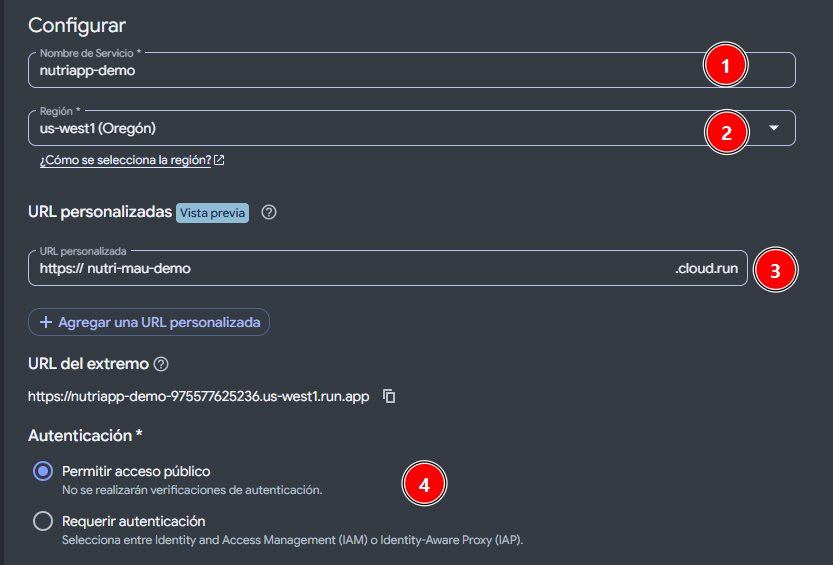 Configurar
Nombre de Servicio *
nutriapp-demo
1
Región *
us-west1 (Oregón)
2
¿Cómo se selecciona la región?
URL personalizadas Vista previa
URL personalizada
https:// nutri-mau-demo .cloud.run
3
+ Agregar una URL personalizada
URL del extremo
https://nutriapp-demo-975577625236.us-west1.run.app
Autenticación *
Permitir acceso público
No se realizarán verificaciones de autenticación.
4
Requerir autenticación
Selecciona entre Identity and Access Management (IAM) o Identity-Aware Proxy (IAP).